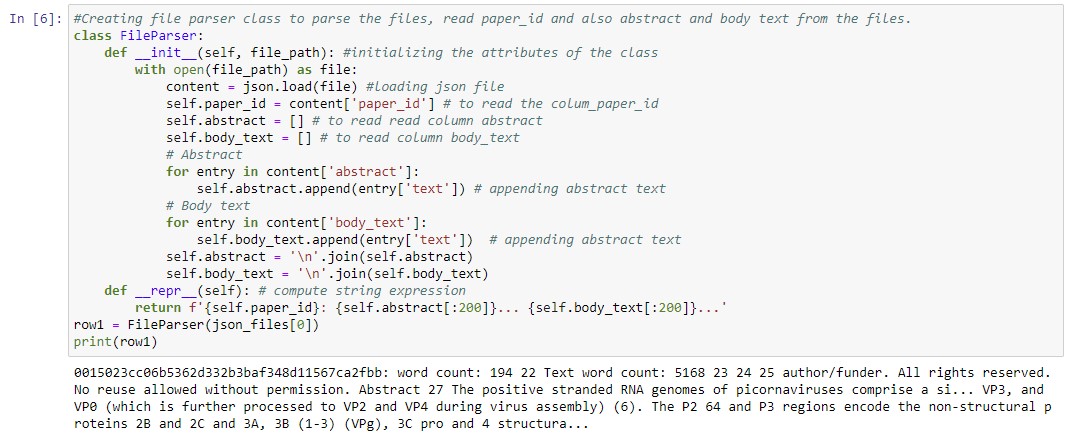 In [6]: #Creating file parser class to parse the files, read paper_id and also abstract and body text from the files.
class FileParser:
    def __init__(self, file_path): #initializing the attributes of the class
        with open(file_path) as file:
            content = json.load(file) #loading json file
            self.paper_id = content['paper_id'] # to read the colum_paper_id
            self.abstract = [] # to read read column abstract
            self.body_text = [] # to read column body_text
            # Abstract
            for entry in content['abstract']:
                self.abstract.append(entry['text']) # appending abstract text
            # Body text
            for entry in content['body_text']:
                self.body_text.append(entry['text'])  # appending abstract text
            self.abstract = '\n'.join(self.abstract)
            self.body_text = '\n'.join(self.body_text)
    def __repr__(self): # compute string expression
        return f'{self.paper_id}: {self.abstract[:200]}... {self.body_text[:200]}...'
row1 = FileParser(json_files[0])
print(row1)
0015023cc06b5362d332b3baf348d11567ca2fbb: word count: 194 22 Text word count: 5168 23 24 25 author/funder. All rights reserved.
No reuse allowed without permission. Abstract 27 The positive stranded RNA genomes of picornaviruses comprise a si... VP3, and
VP0 (which is further processed to VP2 and VP4 during virus assembly) (6). The P2 64 and P3 regions encode the non-structural p
roteins 2B and 2C and 3A, 3B (1-3) (VPg), 3C pro and 4 structura...